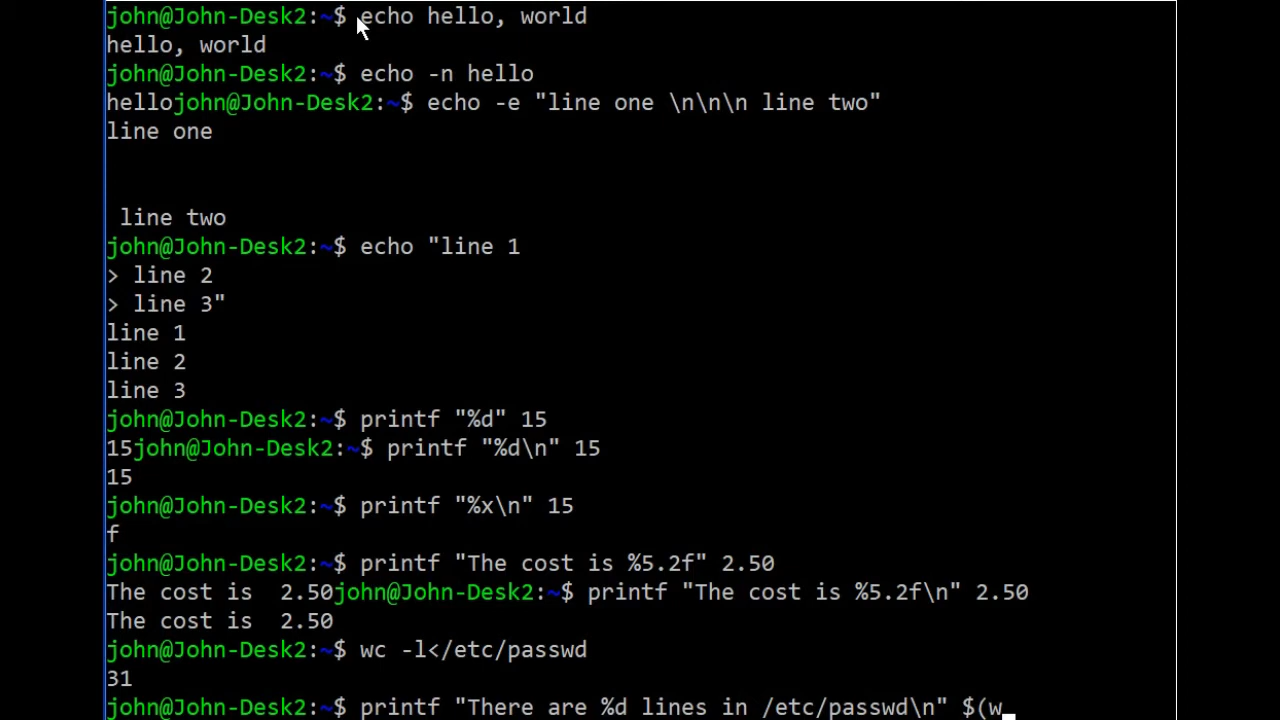 john@John-Desk2:~$ echo hello, world
hello, world
john@John-Desk2:~$ echo -n hello
hellojohn@John-Desk2:~$ echo -e "line one \n\n\n line two"
line one
 line two
john@John-Desk2:~$ echo "line 1
> line 2
> line 3"
line 1
line 2
line 3
john@John-Desk2:~$ printf "%d" 15
15john@John-Desk2:~$ printf "%d\n" 15
15
john@John-Desk2:~$ printf "%x\n" 15
f
john@John-Desk2:~$ printf "The cost is %5.2f" 2.50
The cost is  2.50john@John-Desk2:~$ printf "The cost is %5.2f\n" 2.50
The cost is  2.50
john@John-Desk2:~$ wc -l</etc/passwd
31
john@John-Desk2:~$ printf "There are %d lines in /etc/passwd\n" $(w